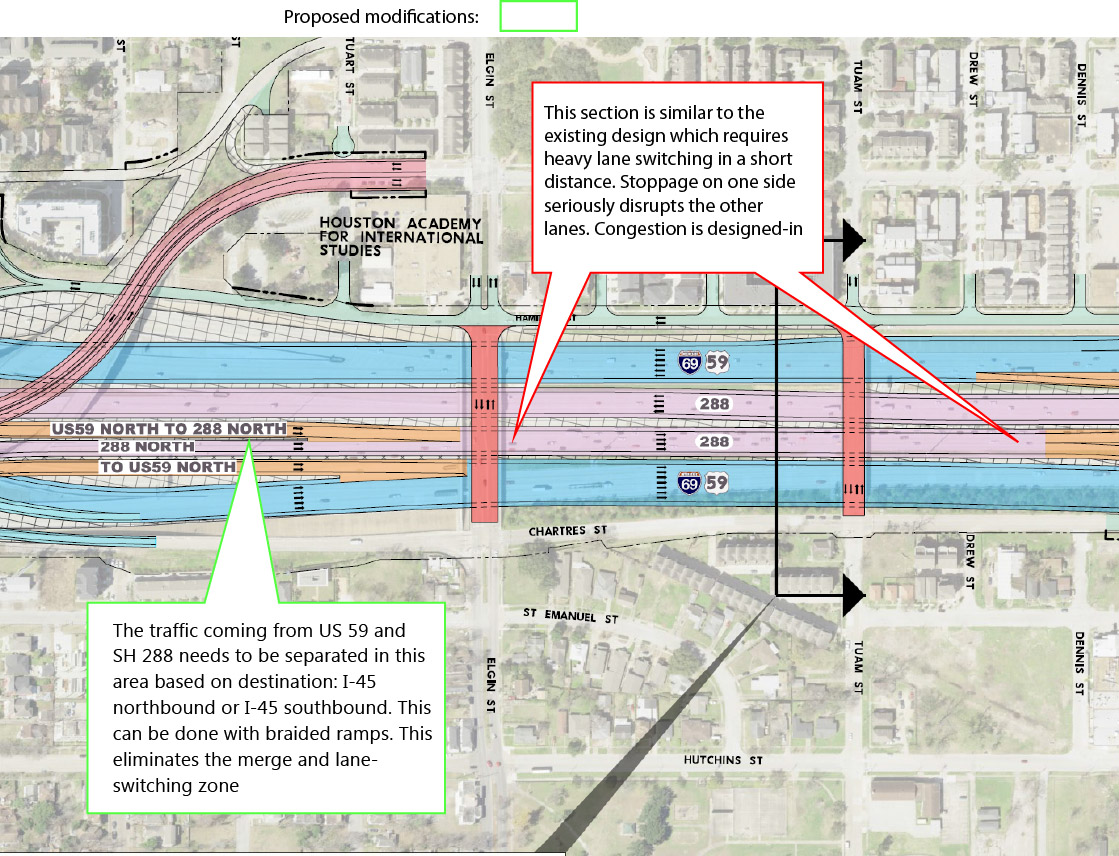 Proposed modifications:
ST
ST
TUART ST
ELGIN ST
TUAM ST
DREW ST
DENNIS ST
This section is similar to the
existing design which requires
heavy lane switching in a short
distance. Stoppage on one side
seriously disrupts the other
lanes. Congestion is designed-in
HOUSTON ACADEMY
FOR INTERNATIONAL
STUDIES
69 59
288
US59 NORTH TO 288 NORTH
288 NORTH
288
TO US59 NORTH
69 59
CHARTRES ST
DREW ST
ST EMANUEL ST
The traffic coming from US 59 and
SH 288 needs to be separated in this
area based on destination: I-45
northbound or I-45 southbound. This
can be done with braided ramps. This
eliminates the merge and lane-
switching zone
ELGIN ST
TUAM ST
DENNIS ST
HUTCHINS ST